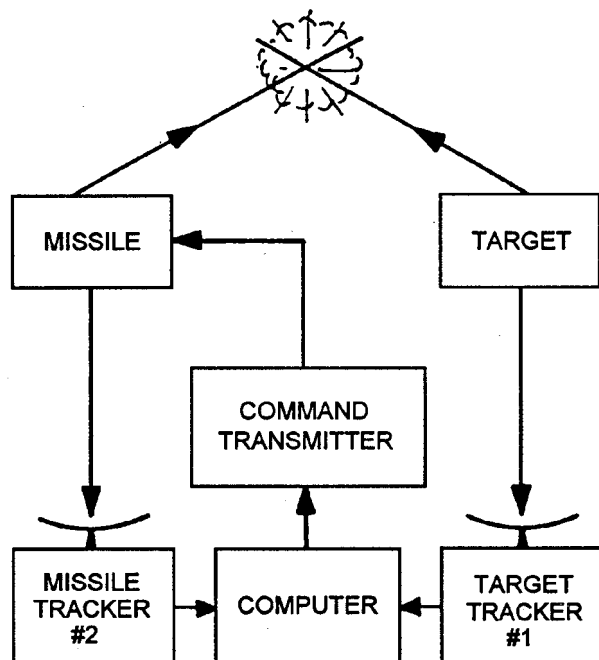 MISSILE
TARGET
COMMAND
TRANSMITTER
MISSILE
TRACKER
#2
COMPUTER
TARGET
TRACKER
#1